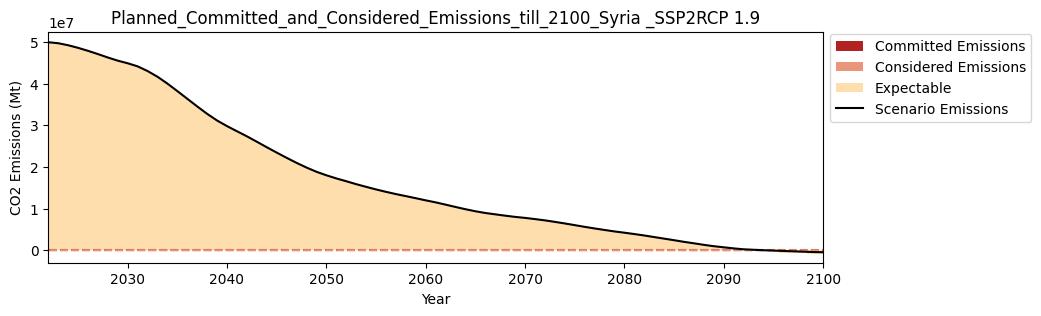 Planned_Committed_and_Considered_Emissions_till_2100_Syria _SSP2RCP 1.9
1e7
5
4
3
2
1
0
CO2 Emissions (Mt)
2030 2040 2050 2060 2070 2080 2090 2100
Year
Committed Emissions
Considered Emissions
Expectable
Scenario Emissions